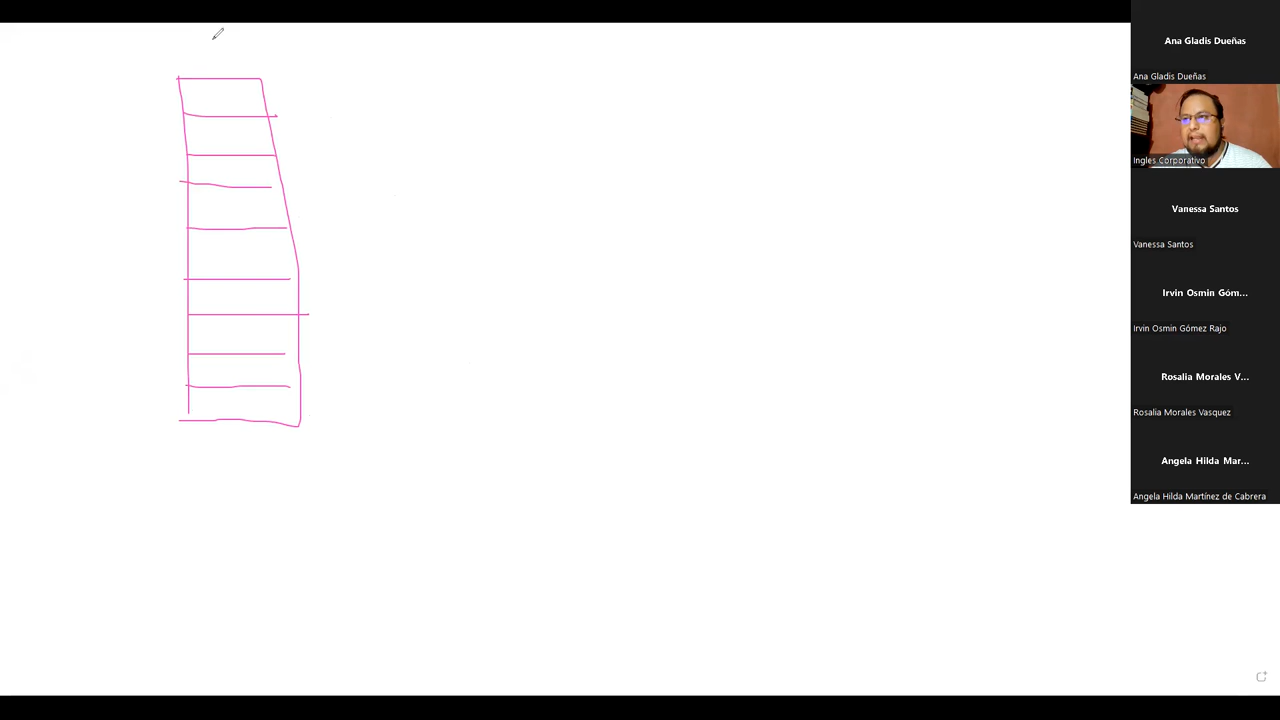 Ana Gladis Dueñas
Ana Gladis Dueñas
Ingles Corporativo
Vanessa Santos
Vanessa Santos
Irvin Osmin Góm...
Irvin Osmin Gómez Rajo
Rosalia Morales V...
Rosalia Morales Vasquez
Angela Hilda Mar...
Angela Hilda Martínez de Cabrera